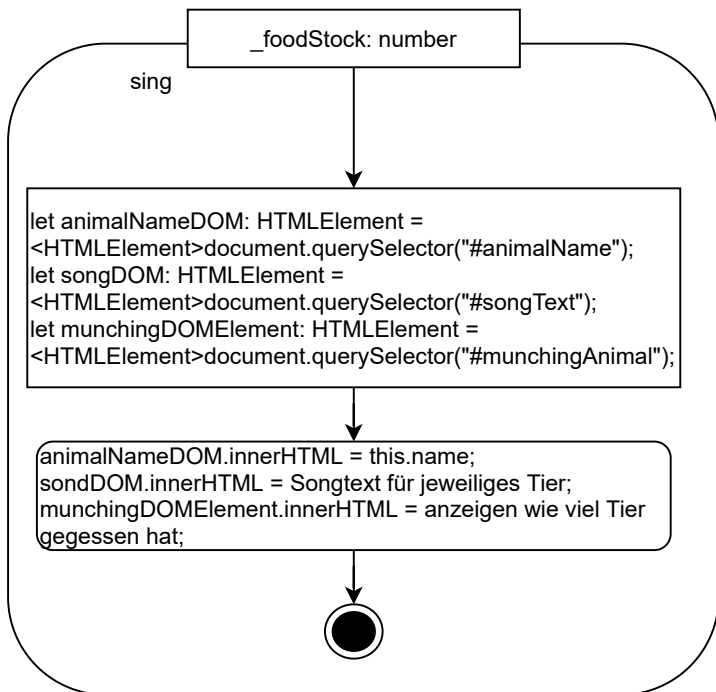 _foodStock: number
sing
let animalNameDOM: HTMLElement =
<HTMLElement>document.querySelector("#animalName");
let songDOM: HTMLElement =
<HTMLElement>document.querySelector("#songText");
let munchingDOMElement: HTMLElement =
<HTMLElement>document.querySelector("#munchingAnimal");
animalNameDOM.innerHTML = this.name;
sondDOM.innerHTML = Songtext für jeweiliges Tier;
munchingDOMElement.innerHTML = anzeigen wie viel Tier
gegessen hat;